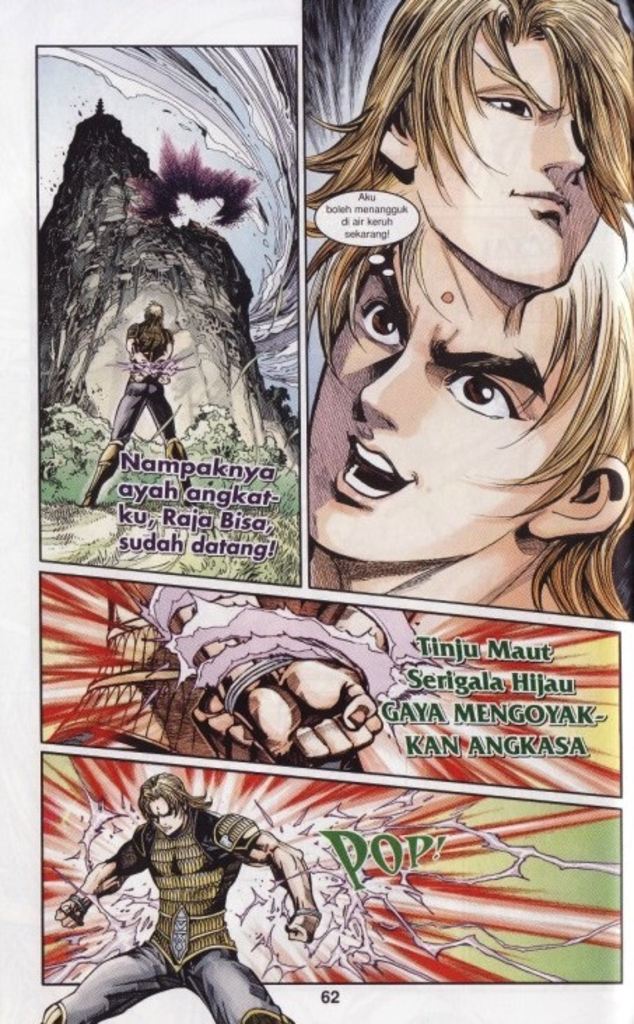 Nampaknya
ayah angkat-
ku, Raja Bisa,
sudah datang!
Aku
boleh menangguk
di air keruh
sekarang!
Tinju Maut
Serigala Hijau
GAYA MENGOYAK-
KAN ANGKASA
POP!
62